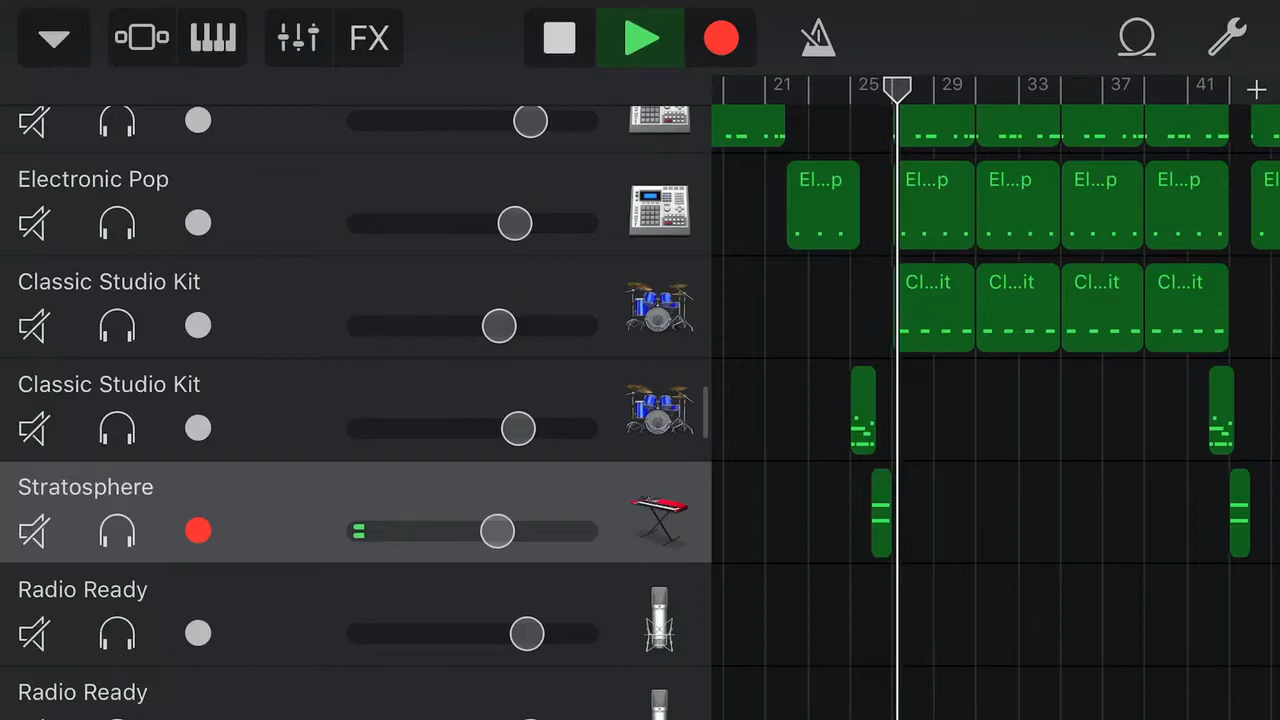 FX
21 25 29 33 37 41
Electronic Pop
El...p El...p El...p El...p El...p El
Classic Studio Kit
Cl...it Cl...it Cl...it Cl...it
Classic Studio Kit
Stratosphere
Radio Ready
Radio Ready